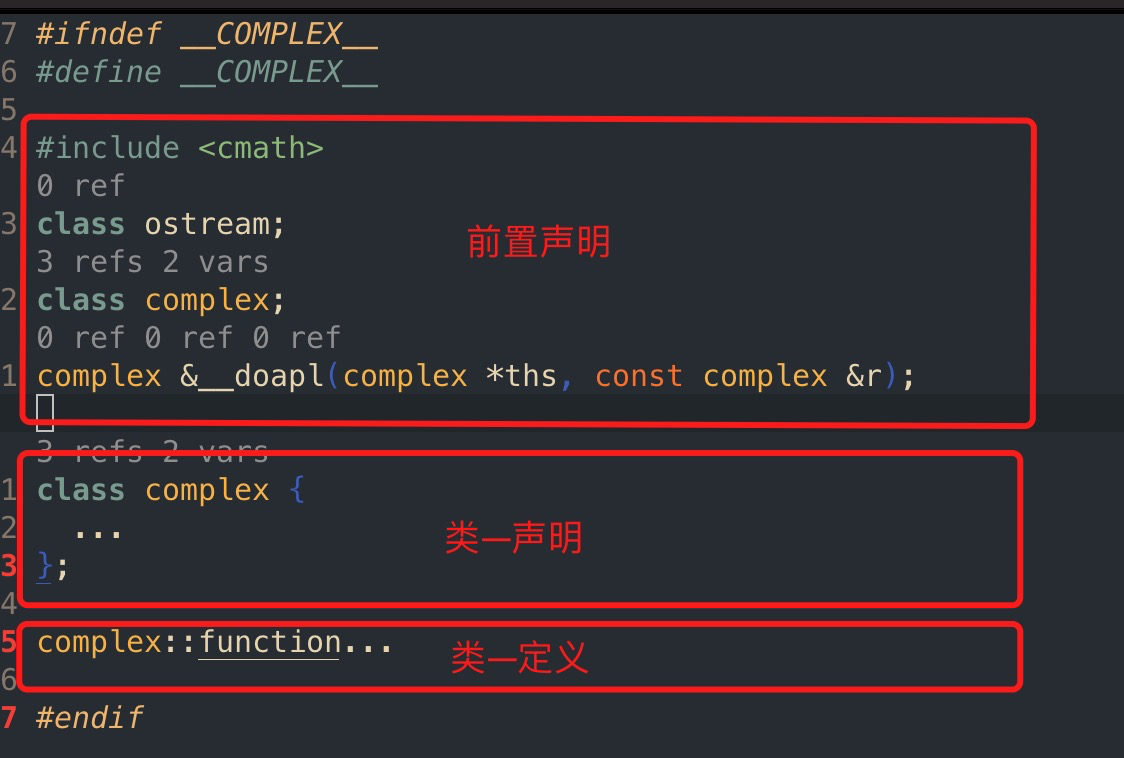 7 #ifndef __COMPLEX__
6 #define __COMPLEX__
5
4 #include <cmath>
0 ref
3 class ostream;
前置声明
3 refs 2 vars
2 class complex;
0 ref 0 ref 0 ref
1 complex &__doapl(complex *ths, const complex &r);
3 refs 2 vars
1 class complex {
2 ...
类一声明
3 };
4
5 complex::function...
类一定义
6
7 #endif